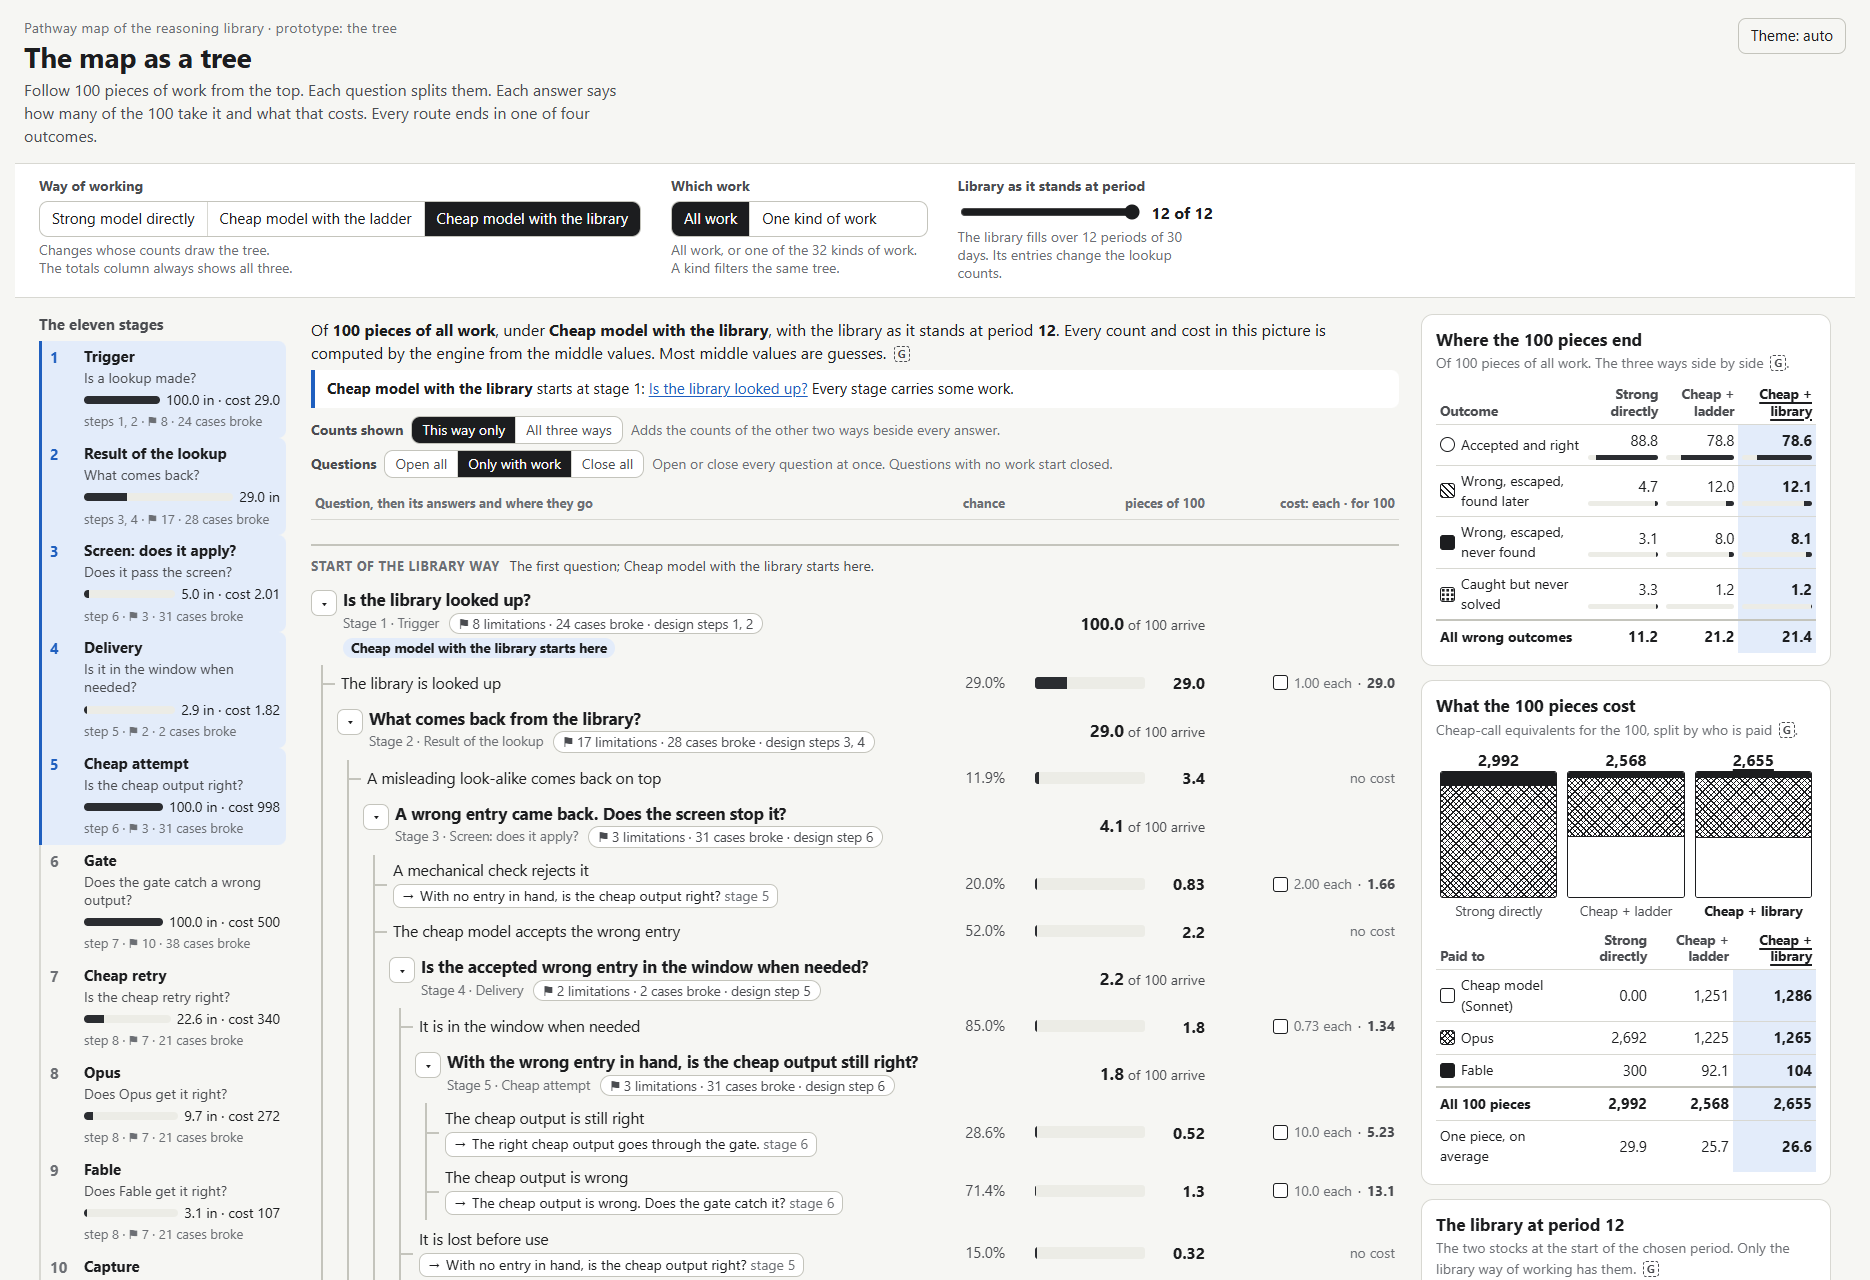 Pathway map of the reasoning library · prototype: the tree
Theme: auto
The map as a tree
Follow 100 pieces of work from the top. Each question splits them. Each answer says
how many of the 100 take it and what that costs. Every route ends in one of four
outcomes.
Way of working
Strong model directly
Cheap model with the ladder
Cheap model with the library
Changes whose counts draw the tree.
The totals column always shows all three.
Which work
All work
One kind of work
All work, or one of the 32 kinds of work.
A kind filters the same tree.
Library as it stands at period
12 of 12
The library fills over 12 periods of 30
days. Its entries change the lookup
counts.
The eleven stages
1 Trigger
Is a lookup made?
100.0 in · cost 29.0
steps 1, 2 · ⚑ 8 · 24 cases broke
2 Result of the lookup
What comes back?
29.0 in
steps 3, 4 · ⚑ 17 · 28 cases broke
3 Screen: does it apply?
Does it pass the screen?
5.0 in · cost 2.01
step 6 · ⚑ 3 · 31 cases broke
4 Delivery
Is it in the window when
needed?
2.9 in · cost 1.82
step 5 · ⚑ 2 · 2 cases broke
5 Cheap attempt
Is the cheap output right?
100.0 in · cost 998
step 6 · ⚑ 3 · 31 cases broke
6 Gate
Does the gate catch a wrong
output?
100.0 in · cost 500
step 7 · ⚑ 10 · 38 cases broke
7 Cheap retry
Is the cheap retry right?
22.6 in · cost 340
step 8 · ⚑ 7 · 21 cases broke
8 Opus
Does Opus get it right?
9.7 in · cost 272
step 8 · ⚑ 7 · 21 cases broke
9 Fable
Does Fable get it right?
3.1 in · cost 107
step 8 · ⚑ 7 · 21 cases broke
10 Capture
Of 100 pieces of all work, under Cheap model with the library, with the library as it stands at period 12. Every count and cost in this picture is
computed by the engine from the middle values. Most middle values are guesses. G
Cheap model with the library starts at stage 1: Is the library looked up? Every stage carries some work.
Counts shown This way only All three ways Adds the counts of the other two ways beside every answer.
Questions Open all Only with work Close all Open or close every question at once. Questions with no work start closed.
Question, then its answers and where they go chance pieces of 100 cost: each · for 100
START OF THE LIBRARY WAY The first question; Cheap model with the library starts here.
Is the library looked up?
Stage 1 · Trigger ⚑ 8 limitations · 24 cases broke · design steps 1, 2 100.0 of 100 arrive
Cheap model with the library starts here
The library is looked up 29.0% 29.0 1.00 each · 29.0
What comes back from the library?
Stage 2 · Result of the lookup ⚑ 17 limitations · 28 cases broke · design steps 3, 4 29.0 of 100 arrive
A misleading look-alike comes back on top 11.9% 3.4 no cost
A wrong entry came back. Does the screen stop it?
Stage 3 · Screen: does it apply? ⚑ 3 limitations · 31 cases broke · design step 6 4.1 of 100 arrive
A mechanical check rejects it 20.0% 0.83 2.00 each · 1.66
→ With no entry in hand, is the cheap output right? stage 5
The cheap model accepts the wrong entry 52.0% 2.2 no cost
Is the accepted wrong entry in the window when needed?
Stage 4 · Delivery ⚑ 2 limitations · 2 cases broke · design step 5 2.2 of 100 arrive
It is in the window when needed 85.0% 1.8 0.73 each · 1.34
With the wrong entry in hand, is the cheap output still right?
Stage 5 · Cheap attempt ⚑ 3 limitations · 31 cases broke · design step 6 1.8 of 100 arrive
The cheap output is still right 28.6% 0.52 10.0 each · 5.23
→ The right cheap output goes through the gate. stage 6
The cheap output is wrong 71.4% 1.3 10.0 each · 13.1
→ The cheap output is wrong. Does the gate catch it? stage 6
It is lost before use 15.0% 0.32 no cost
→ With no entry in hand, is the cheap output right? stage 5
Where the 100 pieces end
Of 100 pieces of all work. The three ways side by side G.
Outcome Strong directly Cheap + ladder Cheap + library
Accepted and right 88.8 78.8 78.6
Wrong, escaped, found later 4.7 12.0 12.1
Wrong, escaped, never found 3.1 8.0 8.1
Caught but never solved 3.3 1.2 1.2
All wrong outcomes 11.2 21.2 21.4
What the 100 pieces cost
Cheap-call equivalents for the 100, split by who is paid G.
2,992 2,568 2,655
Strong directly Cheap + ladder Cheap + library
Paid to Strong directly Cheap + ladder Cheap + library
Cheap model (Sonnet) 0.00 1,251 1,286
Opus 2,692 1,225 1,265
Fable 300 92.1 104
All 100 pieces 2,992 2,568 2,655
One piece, on average 29.9 25.7 26.6
The library at period 12
The two stocks at the start of the chosen period. Only the
library way of working has them. G